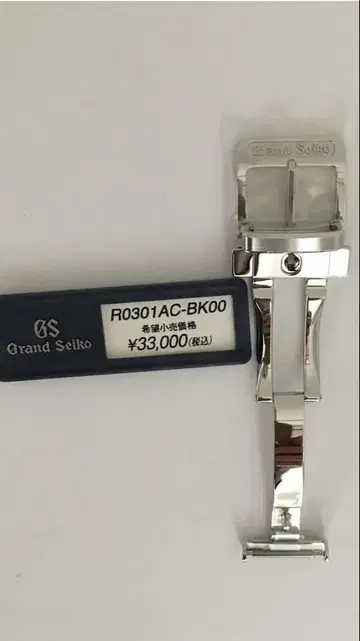 Grand Seiko
R0301AC-BK00
希望小売価格
¥33,000(税込)
GS
Grand Seiko